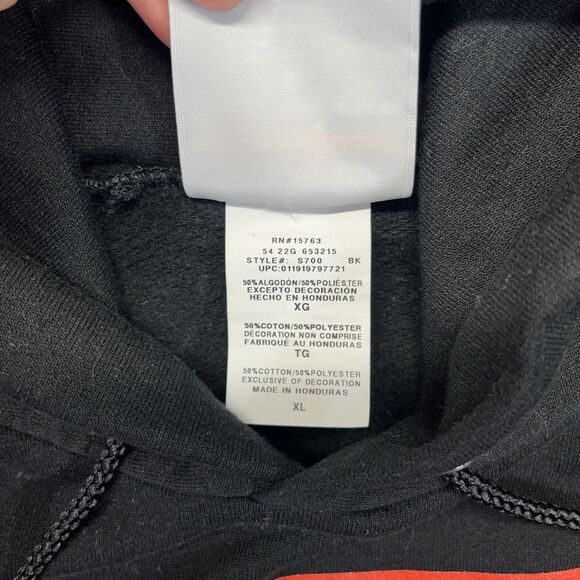 RN#15763
54 22G 653215
STYLE#: S700 BK
UPC:011919797721
50%ALGODÓN/50%POLIÉSTER
EXCEPTO DECORACIÓN
HECHO EN HONDURAS
XG
50%COTON/50%POLYESTER
DÉCORATION NON COMPRISE
FABRIQUÉ AU HONDURAS
TG
50%COTTON/50%POLYESTER
EXCLUSIVE OF DECORATION
MADE IN HONDURAS
XL